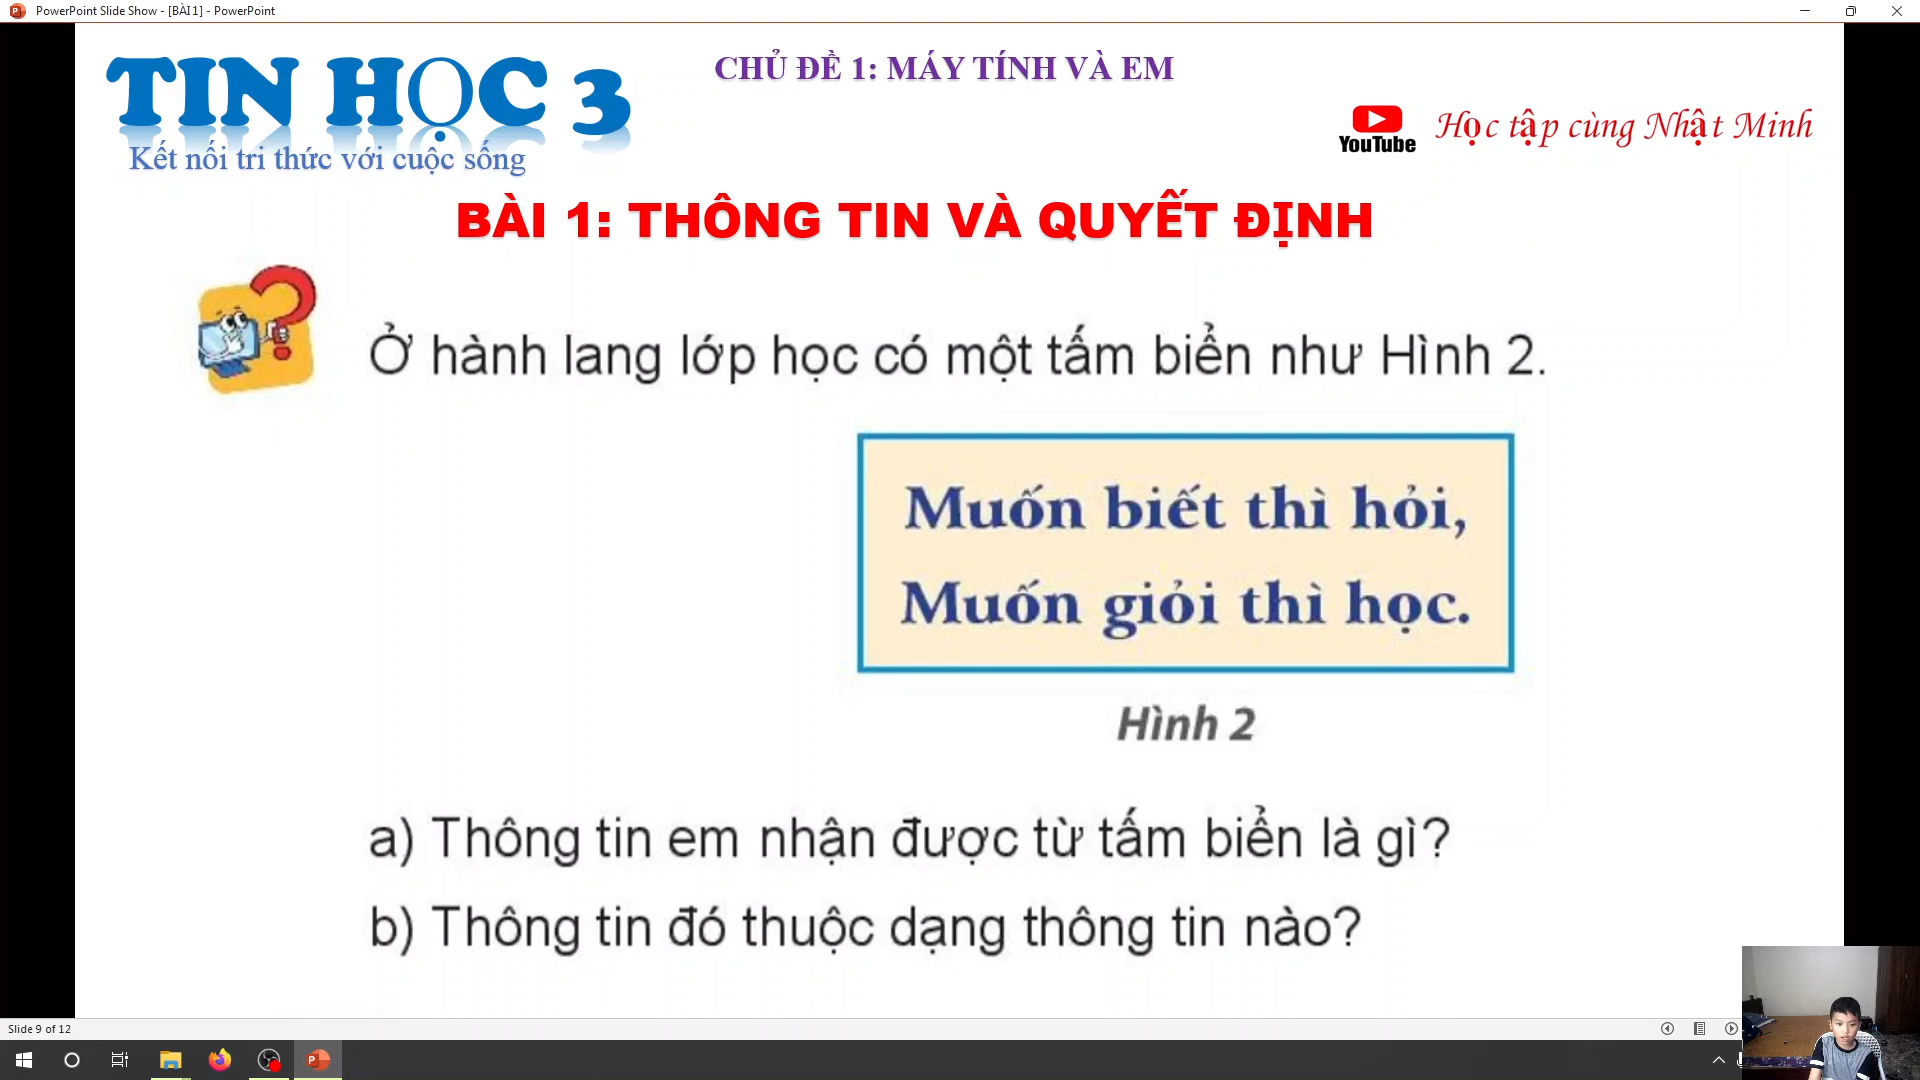 PowerPoint Slide Show - [BÀI1] - PowerPoint
TIN HỌC 3
Kết nối tri thức với cuộc sống
CHỦ ĐỀ 1: MÁY TÍNH VÀ EM
YouTube
Học tập cùng Nhật Minh
BÀI 1: THÔNG TIN VÀ QUYẾT ĐỊNH
Ở hành lang lớp học có một tấm biển như Hình 2.
Muốn biết thì hỏi,
Muốn giỏi thì học.
Hình 2
a) Thông tin em nhận được từ tấm biển là gì?
b) Thông tin đó thuộc dạng thông tin nào?
Slide 9 of 12